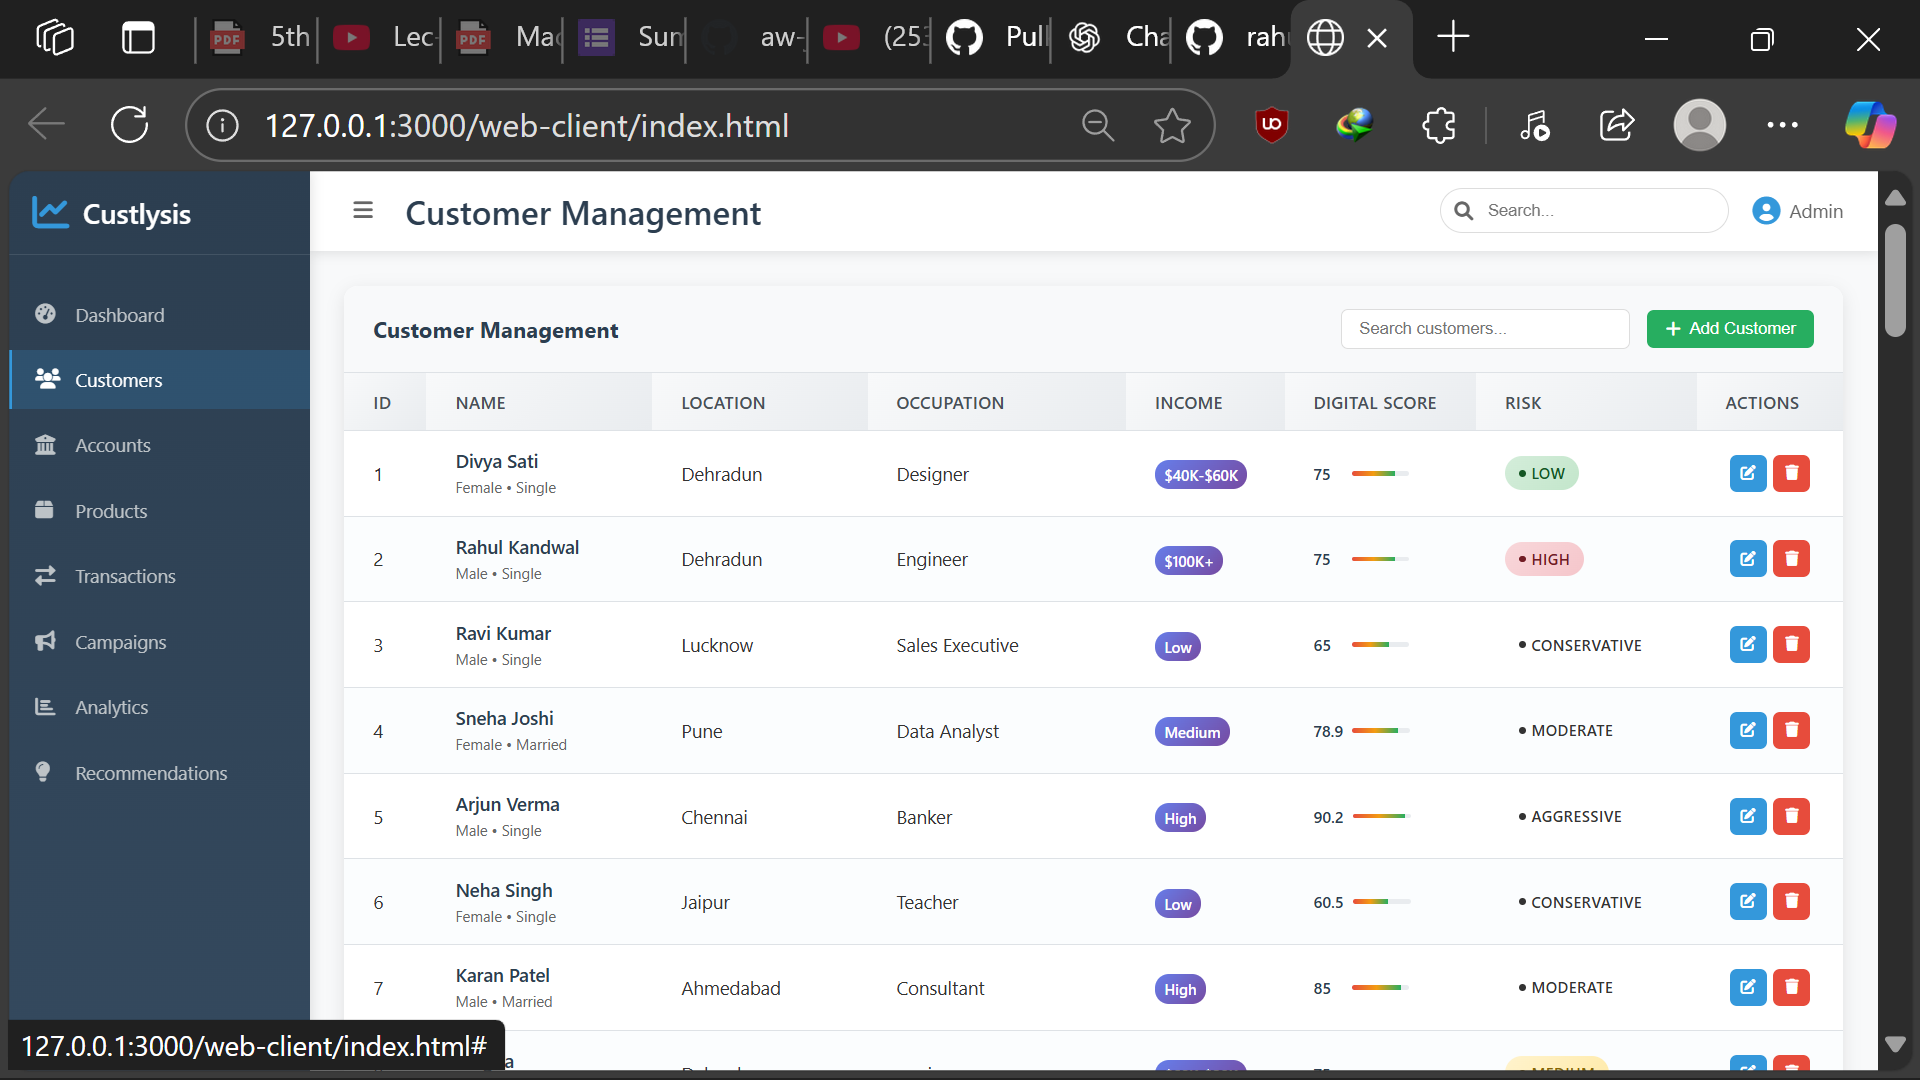 5th
Lec
Mac
Sum
aw-
(253
Pull
Cha
rahu
127.0.0.1:3000/web-client/index.html
Custlysis
Customer Management
Search...
Admin
Dashboard
Customers
Accounts
Products
Transactions
Campaigns
Analytics
Recommendations
Customer Management
Search customers...
+ Add Customer
ID NAME LOCATION OCCUPATION INCOME DIGITAL SCORE RISK ACTIONS
1 Divya Sati Dehradun Designer $40K-$60K 75 • LOW
Female • Single
2 Rahul Kandwal Dehradun Engineer $100K+ 75 • HIGH
Male • Single
3 Ravi Kumar Lucknow Sales Executive Low 65 • CONSERVATIVE
Male • Single
4 Sneha Joshi Pune Data Analyst Medium 78.9 • MODERATE
Female • Married
5 Arjun Verma Chennai Banker High 90.2 • AGGRESSIVE
Male • Single
6 Neha Singh Jaipur Teacher Low 60.5 • CONSERVATIVE
Female • Single
7 Karan Patel Ahmedabad Consultant High 85 • MODERATE
Male • Married
127.0.0.1:3000/web-client/index.html#